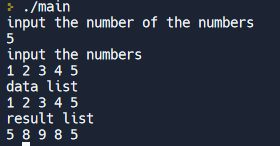 > ./main
input the number of the numbers
5
input the numbers
1 2 3 4 5
data list
1 2 3 4 5
result list
5 8 9 8 5